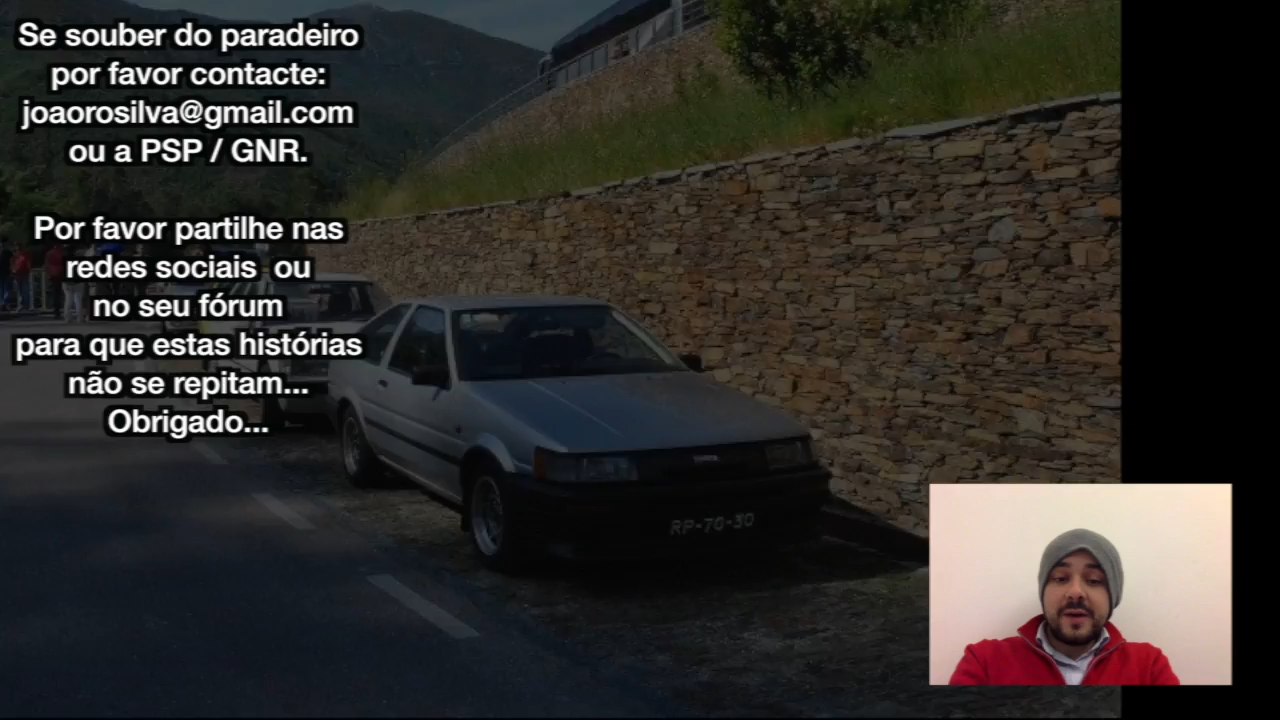 Se souber do paradeiro
por favor contacte:
joaorosilva@gmail.com
ou a PSP / GNR.
Por favor partilhe nas
redes sociais ou
no seu fórum
para que estas histórias
não se repitam...
Obrigado...
RP-70-30